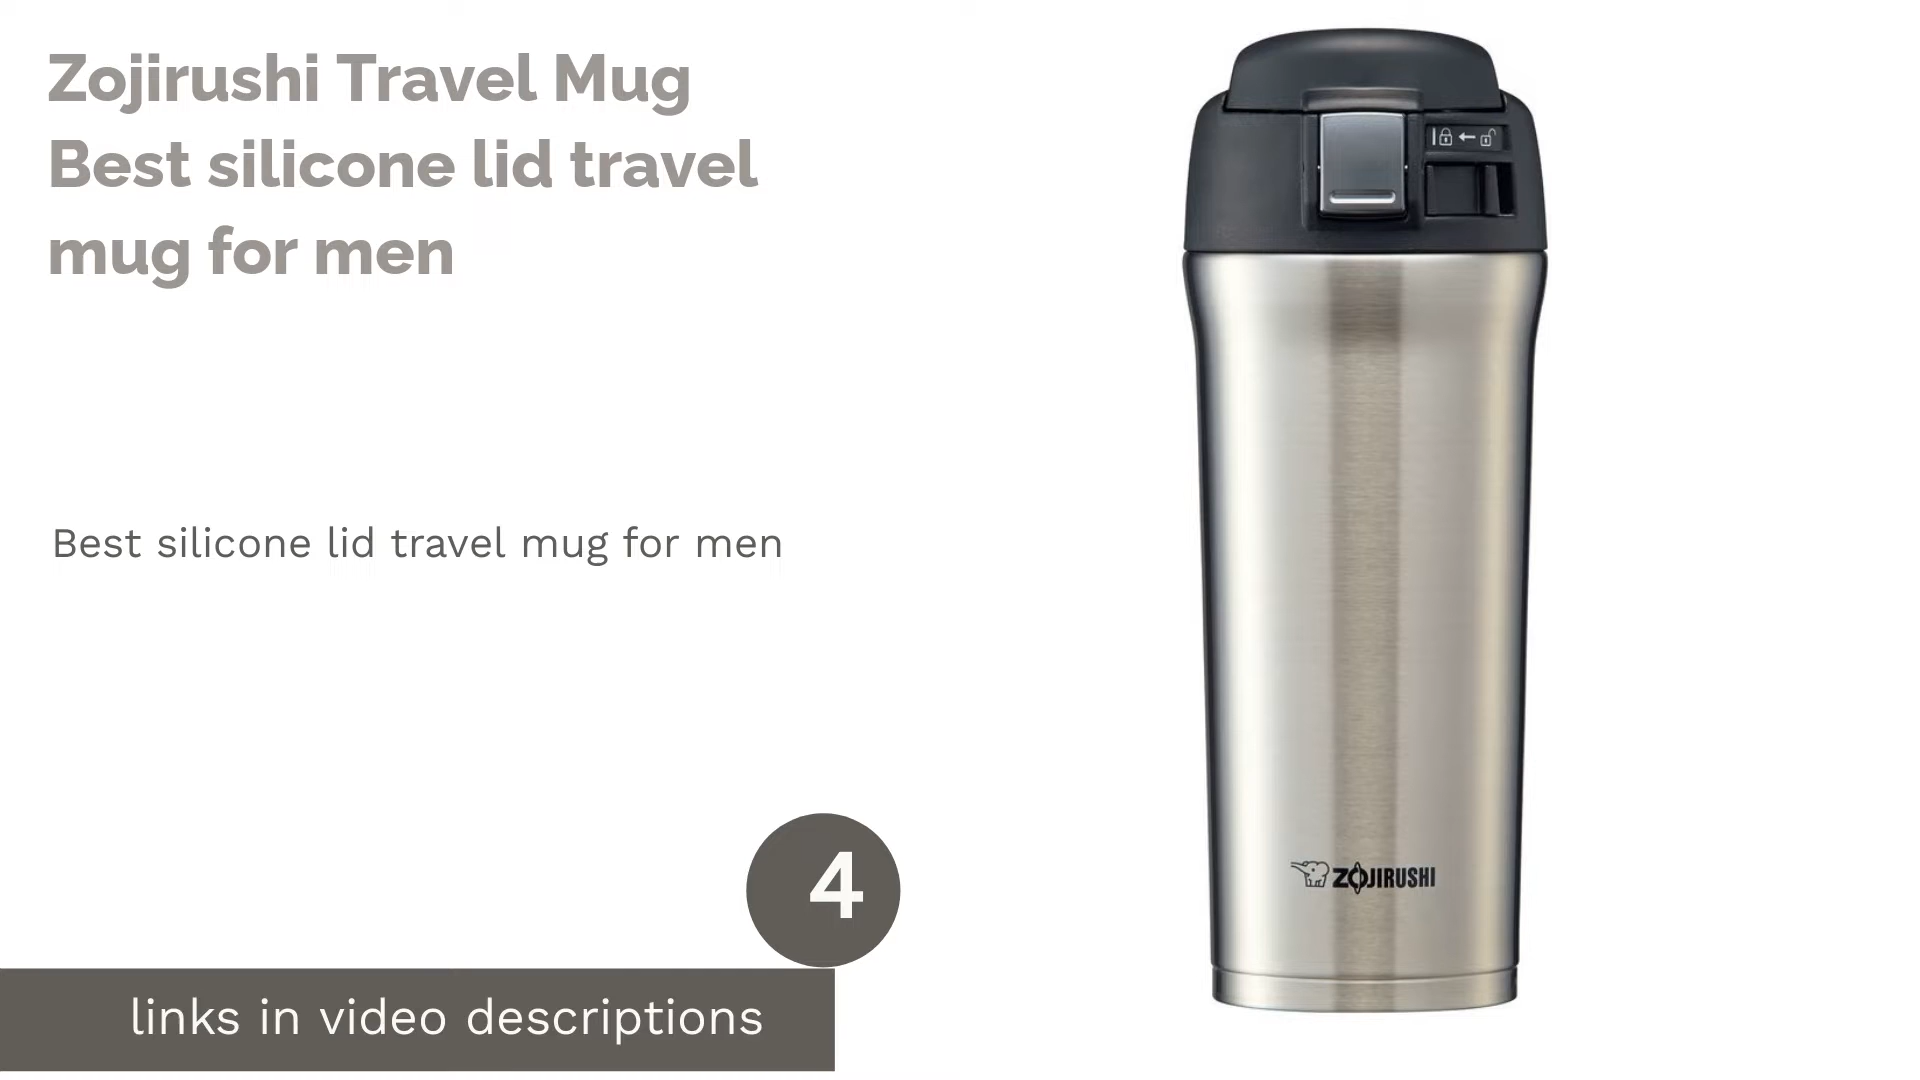 Zojirushi Travel Mug
Best silicone lid travel
mug for men
Best silicone lid travel mug for men
4
links in video descriptions
ZOJIRUSHI